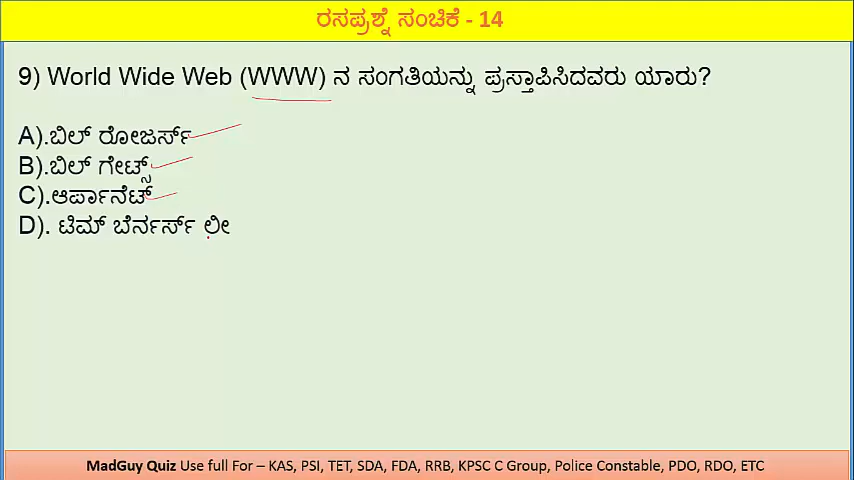 ರಸಪ್ರಶ್ನೆ ಸಂಚಿಕೆ - 14
9) World Wide Web (WWW) ನ ಸಂಗತಿಯನ್ನು ಪ್ರಸ್ತಾಪಿಸಿದವರು ಯಾರು?
A).ಬಿಲ್ ರೋಜರ್ಸ್
B).ಬಿಲ್ ಗೇಟ್ಸ್
C).ಆರ್ಪಾನೆಟ್
D). ಟಿಮ್ ಬೆರ್ನರ್ಸ್ ಲೀ
MadGuy Quiz Use full For – KAS, PSI, TET, SDA, FDA, RRB, KPSC C Group, Police Constable, PDO, RDO, ETC